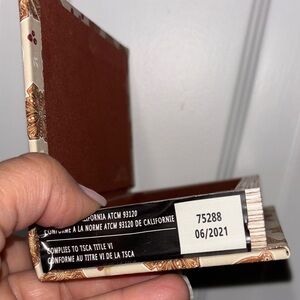 CALIFORNIA ATCM 93120
CONFORME A LA NORME ATCM 93120 DE CALIFORNIE
COMPLIES TO TSCA TITLE VI
CONFORME AU TITRE VI DE LA TSCA
75288
06/2021